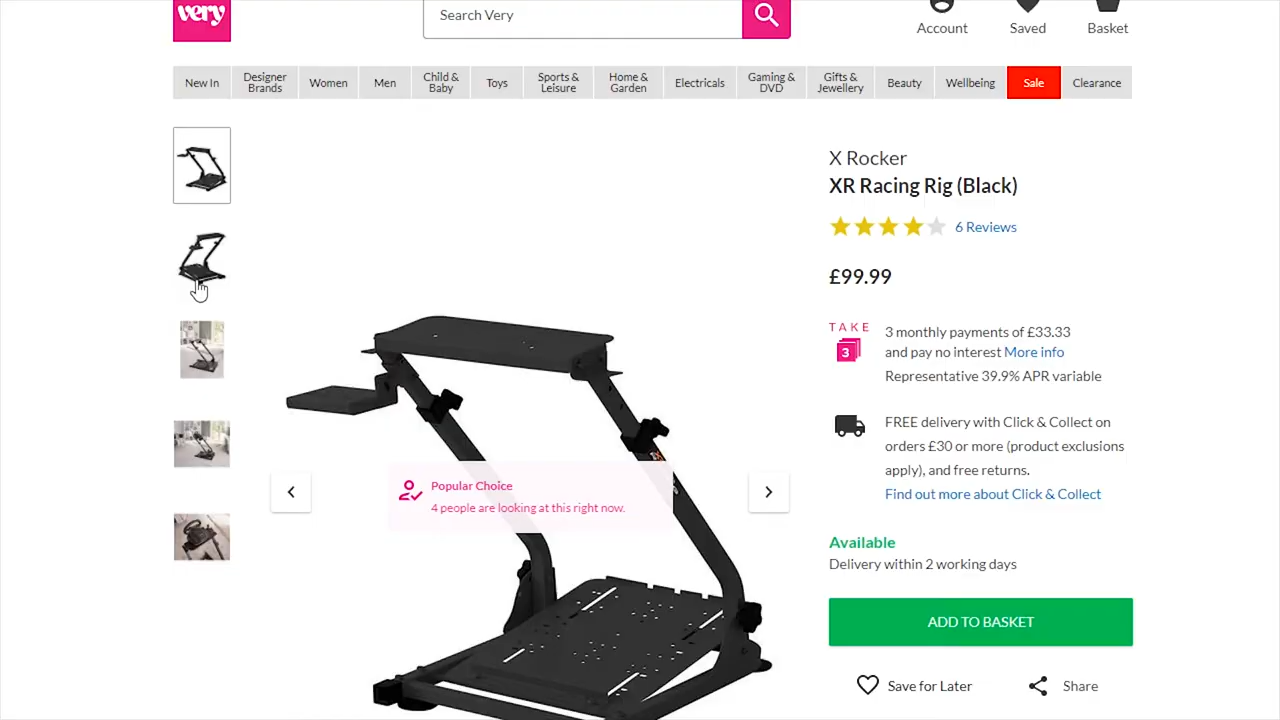 very
Search Very
Account
Saved
Basket
New In
Designer
Brands
Women
Men
Child &
Baby
Toys
Sports &
Leisure
Home &
Garden
Electricals
Gaming &
DVD
Gifts &
Jewellery
Beauty
Wellbeing
Sale
Clearance
X Rocker
XR Racing Rig (Black)
6 Reviews
£99.99
TAKE
3
3 monthly payments of £33.33
and pay no interest More info
Representative 39.9% APR variable
FREE delivery with Click & Collect on
orders £30 or more (product exclusions
apply), and free returns.
Find out more about Click & Collect
Popular Choice
4 people are looking at this right now.
Available
Delivery within 2 working days
ADD TO BASKET
Save for Later
Share